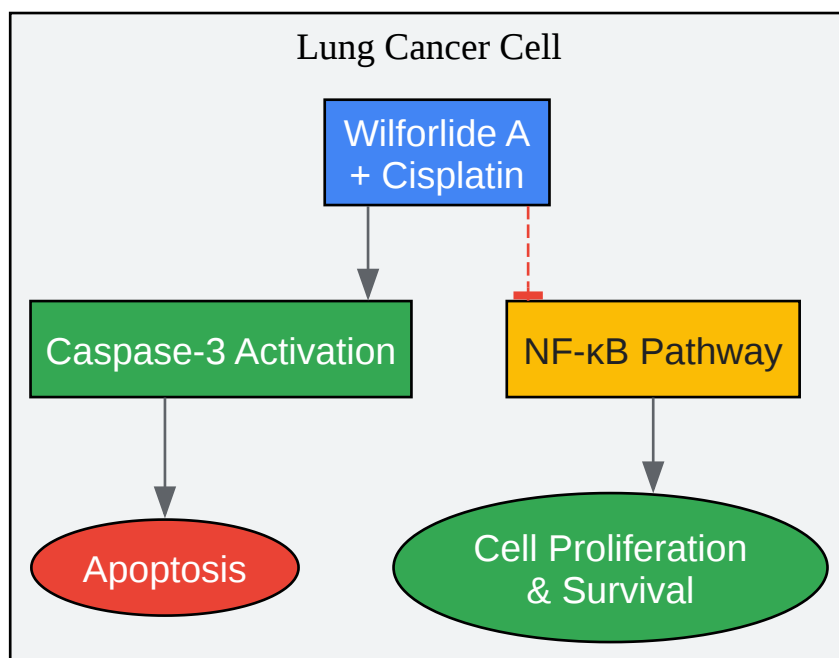 Lung Cancer Cell
Wilforlide A
+ Cisplatin
Caspase-3 Activation
NF-κB Pathway
Apoptosis
Cell Proliferation
& Survival